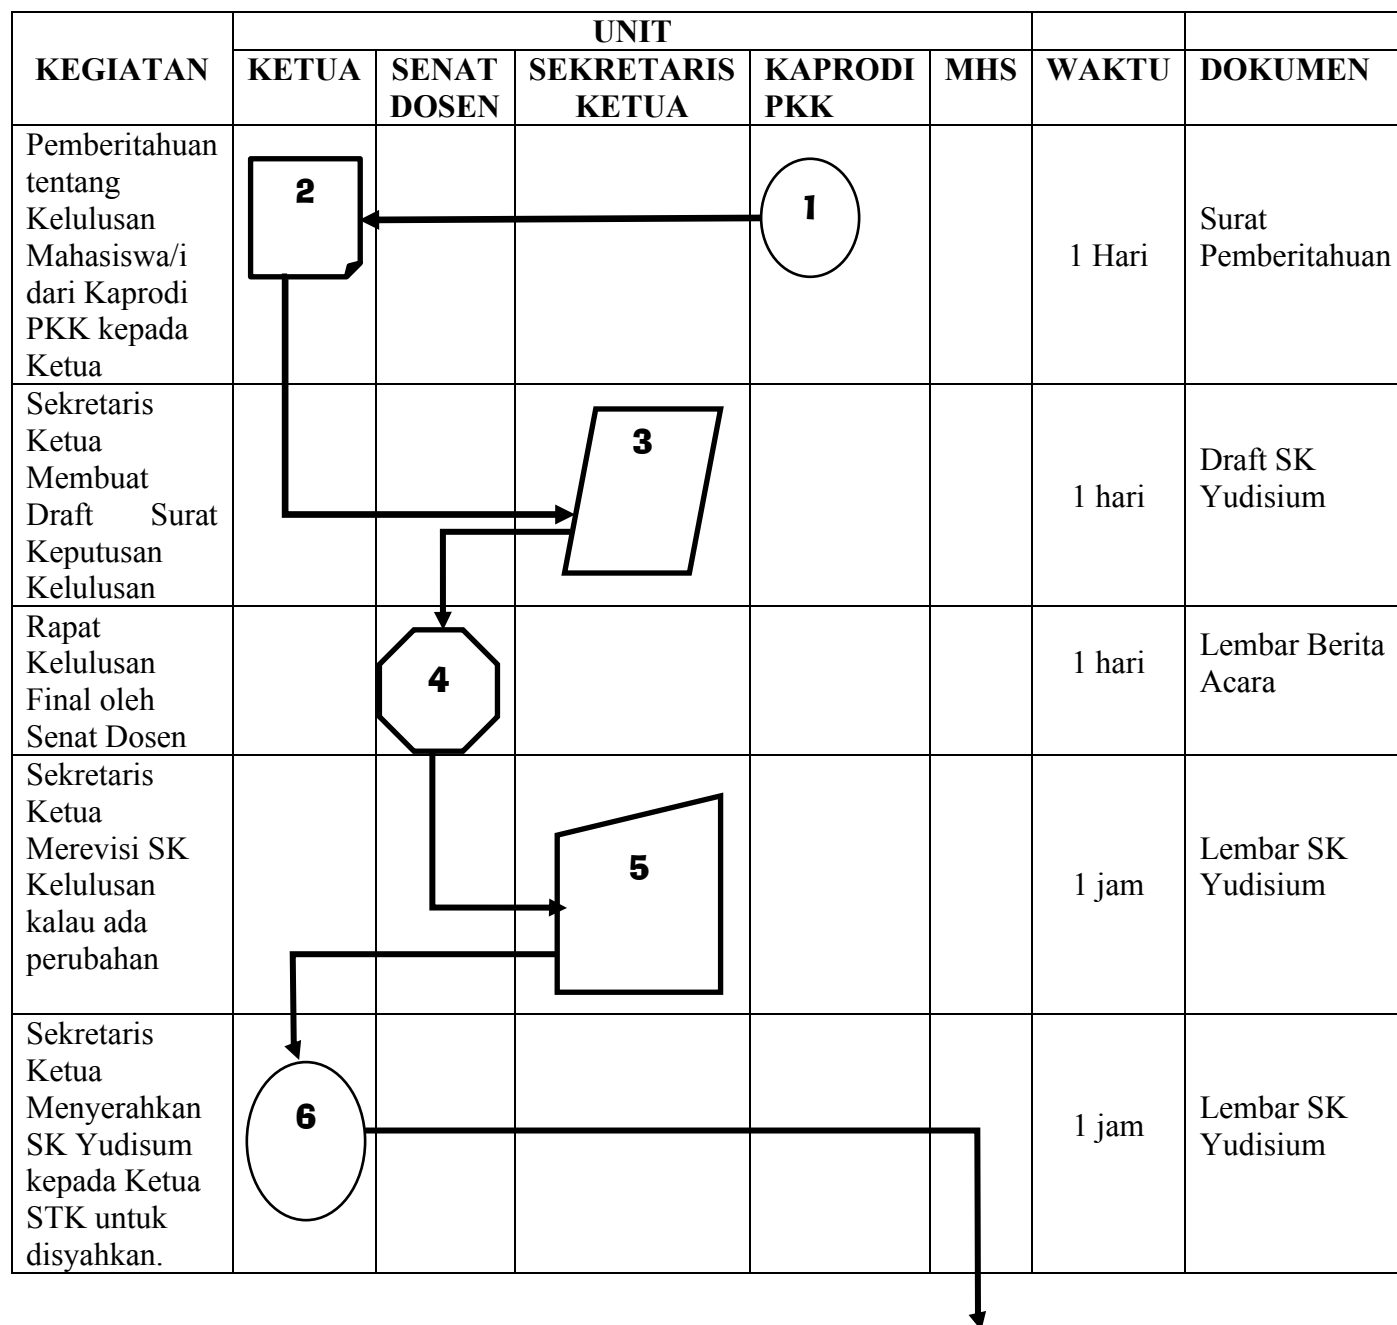 UNIT
KEGIATAN KETUA SENAT SEKRETARIS KAPRODI MHS WAKTU DOKUMEN
DOSEN KETUA PKK
Pemberitahuan
tentang
Kelulusan
Mahasiswa/i
dari Kaprodi
PKK kepada
Ketua
2
1
1 Hari
Surat
Pemberitahuan
Sekretaris
Ketua
Membuat
Draft Surat
Keputusan
Kelulusan
3
1 hari
Draft SK
Yudisium
Rapat
Kelulusan
Final oleh
Senat Dosen
4
1 hari
Lembar Berita
Acara
Sekretaris
Ketua
Merevisi SK
Kelulusan
kalau ada
perubahan
5
1 jam
Lembar SK
Yudisium
Sekretaris
Ketua
Menyerahkan
SK Yudisum
kepada Ketua
STK untuk
disyahkan.
6
1 jam
Lembar SK
Yudisium